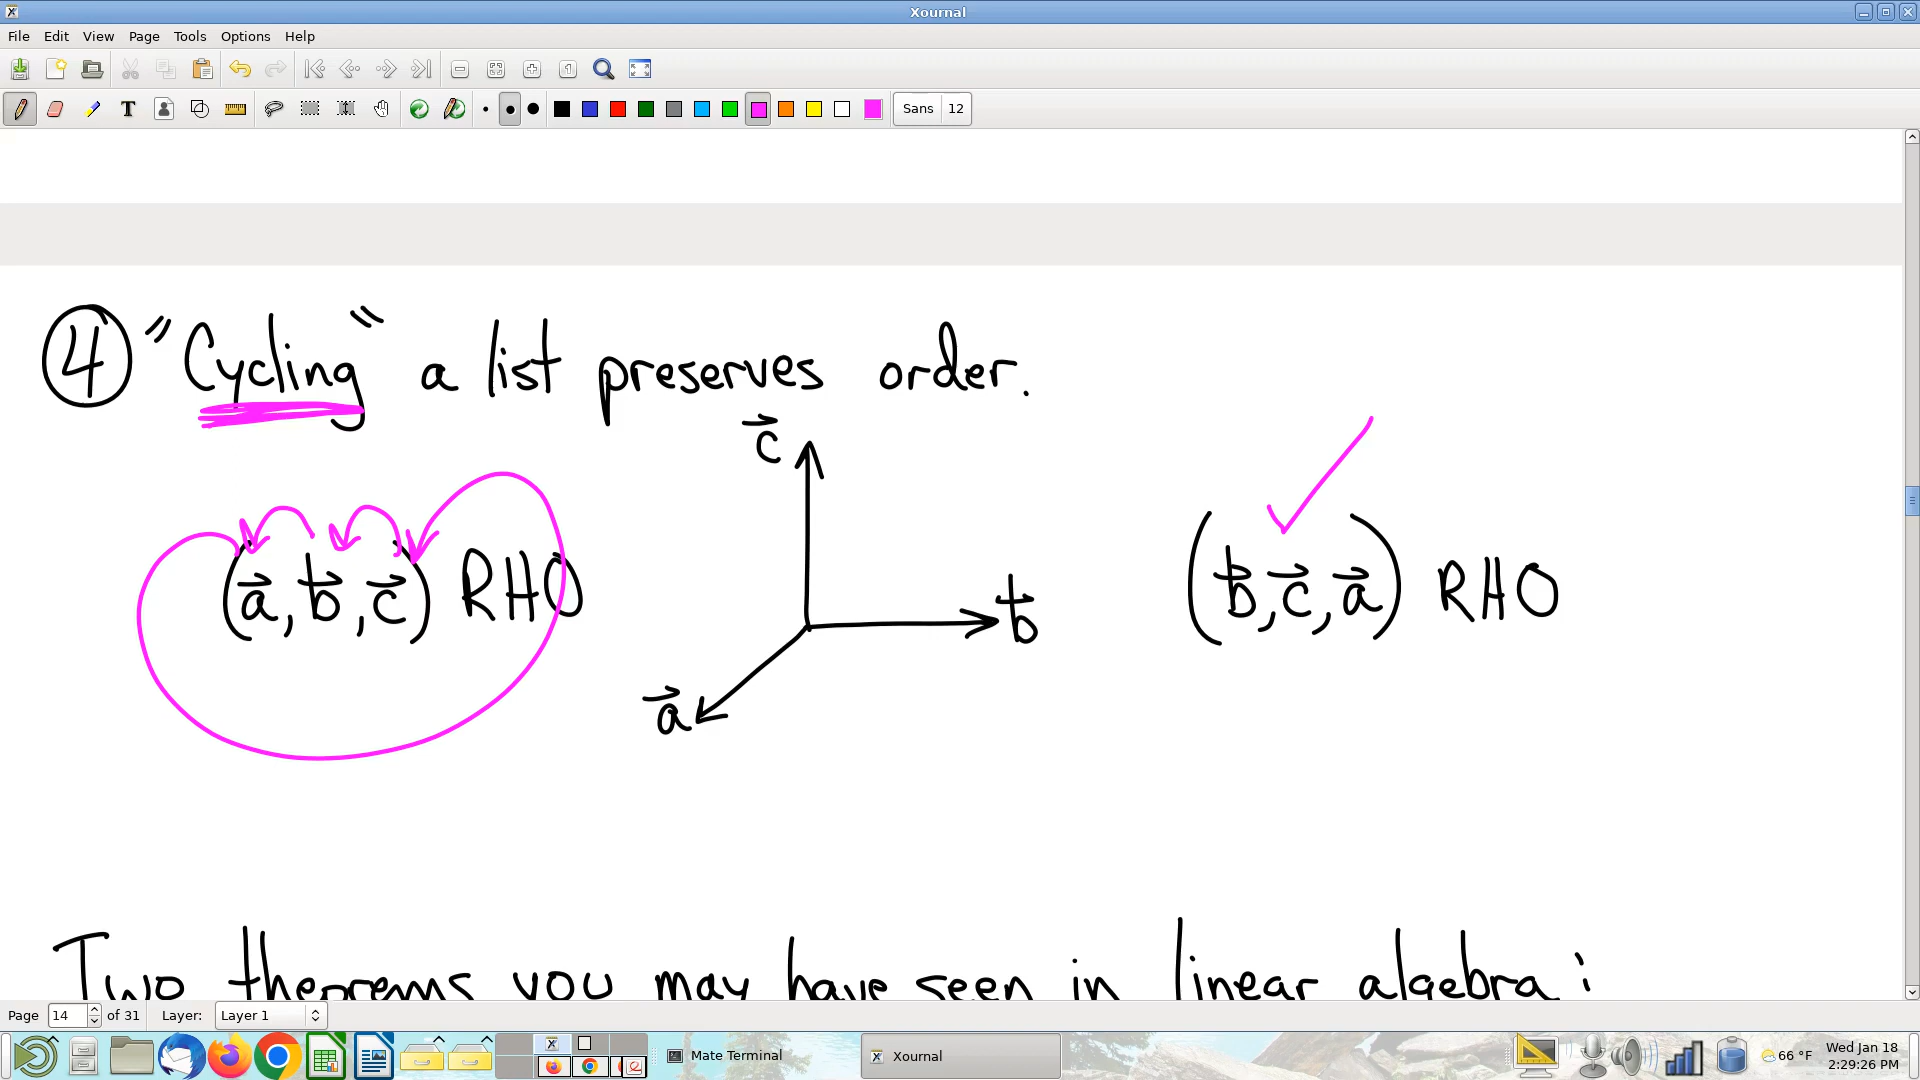 Xournal
File Edit View Page Tools Options Help
Sans 12
④ "Cycling" a list preserves order.
c⃗
(a⃗, b⃗, c⃗) RHO
b⃗
(b⃗, c⃗, a⃗) RHO
a⃗
Two theorems you may have seen in linear algebra:
Page 14 of 31 Layer: Layer 1
Mate Terminal
Xournal
66 °F
Wed Jan 18
2:29:26 PM